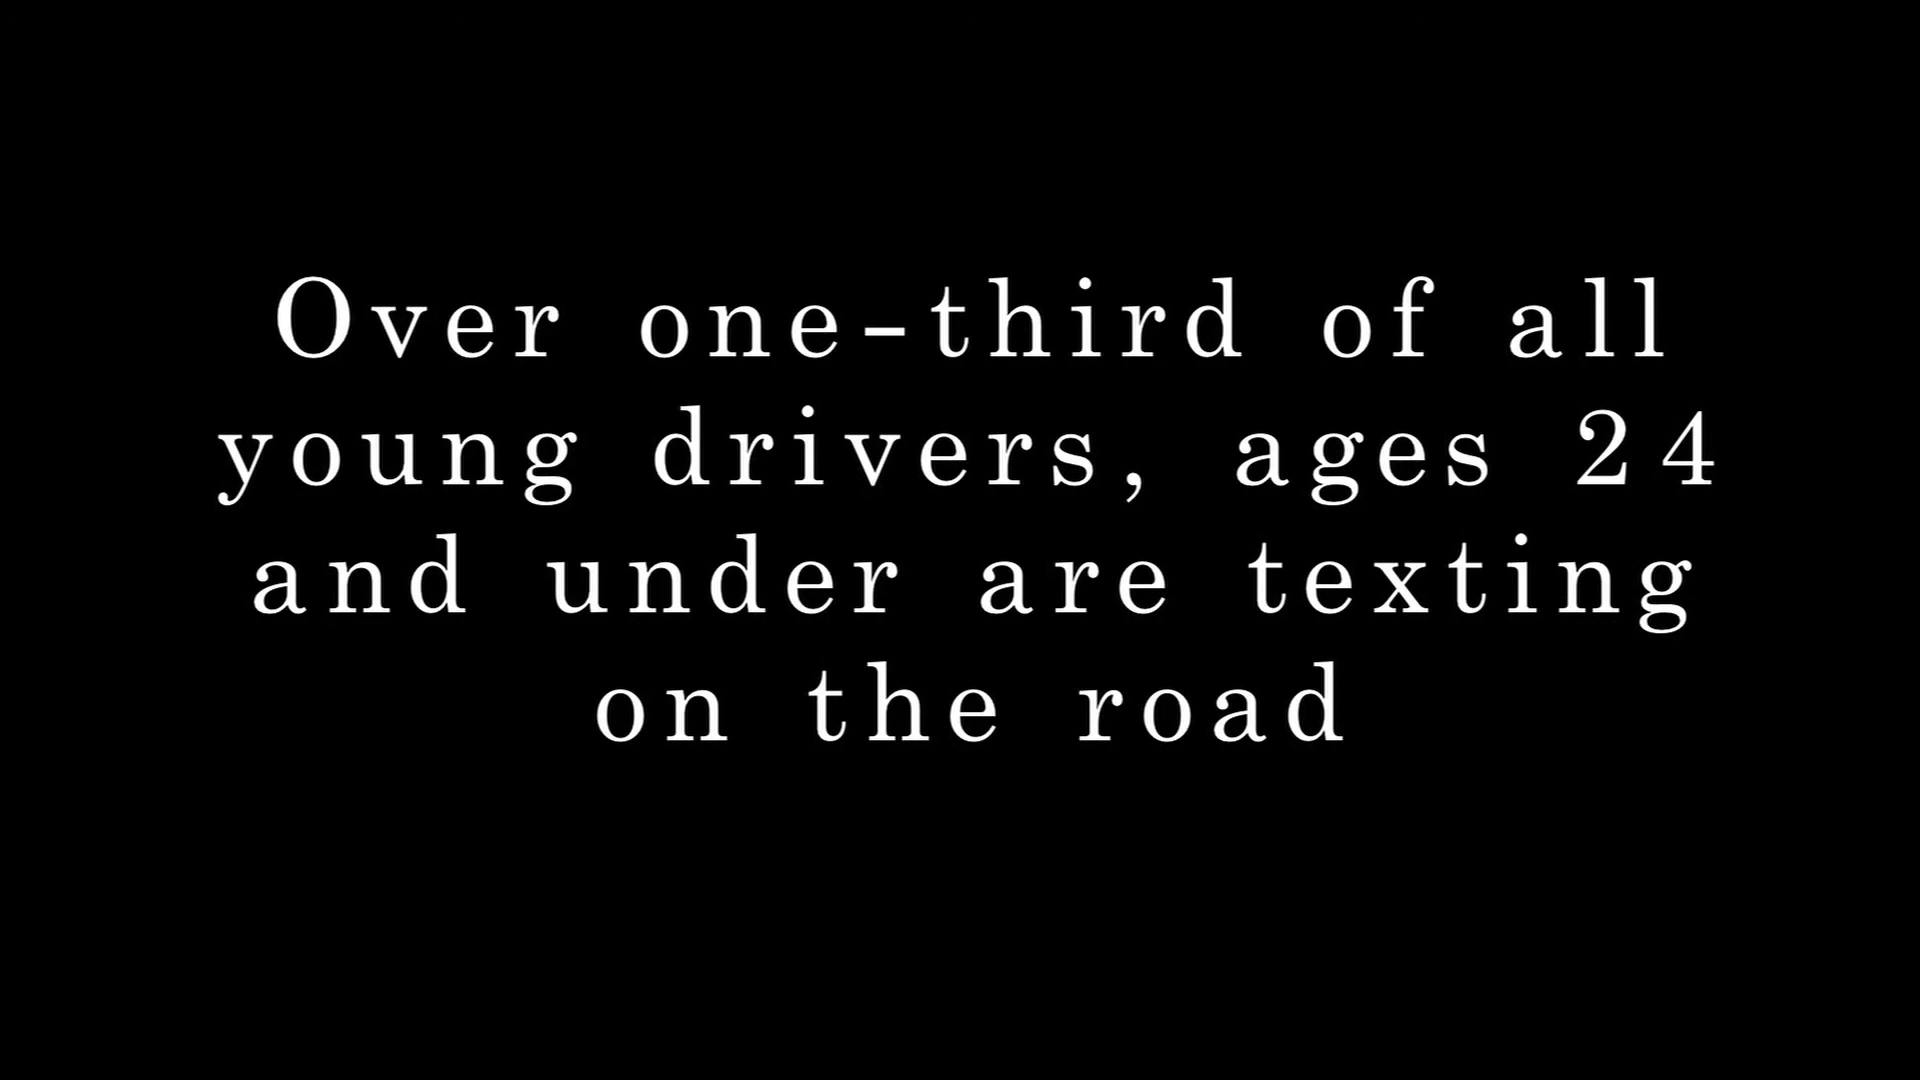 Over one-third of all
young drivers, ages 24
and under are texting
on the road